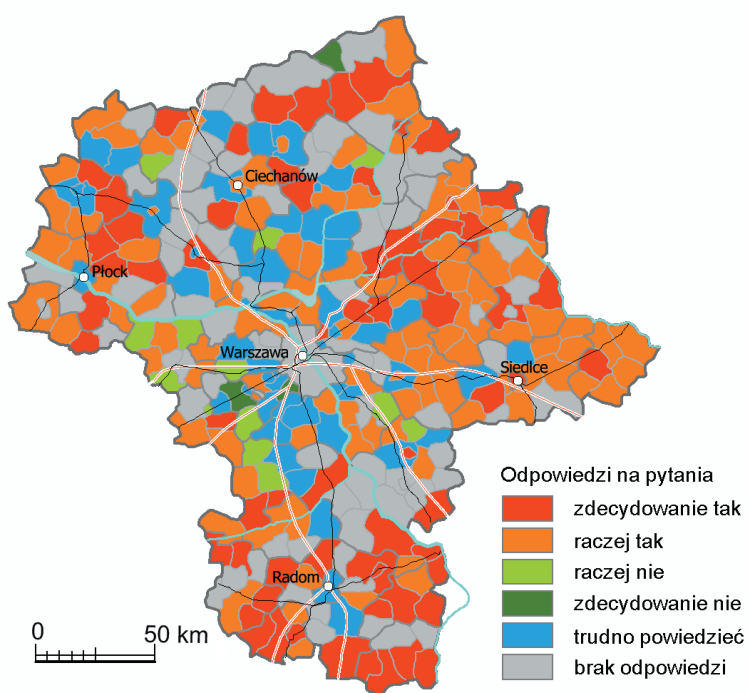 Ciechanów
Płock
Warszawa
Siedlce
Radom
Odpowiedzi na pytania
zdecydowanie tak
raczej tak
raczej nie
zdecydowanie nie
trudno powiedzieć
brak odpowiedzi
0 50 km